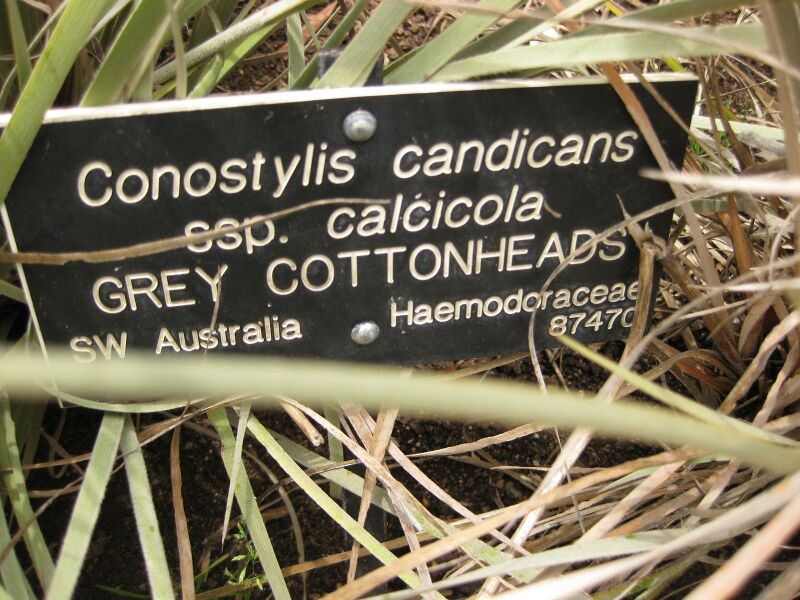 Conostylis candicans
ssp. calcicola
GREY COTTONHEADS
SW Australia Haemodoraceae
87470